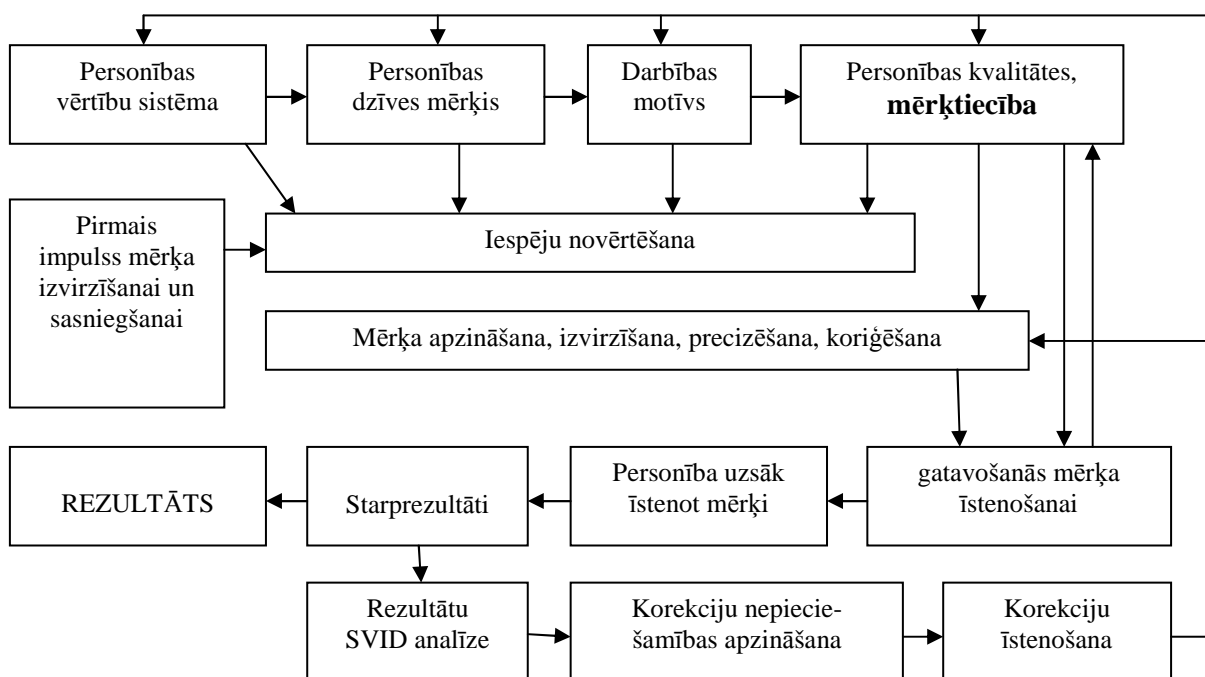 Personības
vērtību sistēma
Personības
dzīves mērķis
Darbības
motīvs
Personības kvalitātes,
mērķtiecība
Pirmais
impulss mērķa
izvirzīšanai un
sasniegšanai
Iespēju novērtēšana
Mērķa apzināšana, izvirzīšana, precizēšana, koriģēšana
REZULTĀTS
Starprezultāti
Personība uzsāk
īstenot mērķi
gatavošanās mērķa
īstenošanai
Rezultātu
SVID analīze
Korekciju nepiecie-
šamības apzināšana
Korekciju
īstenošana